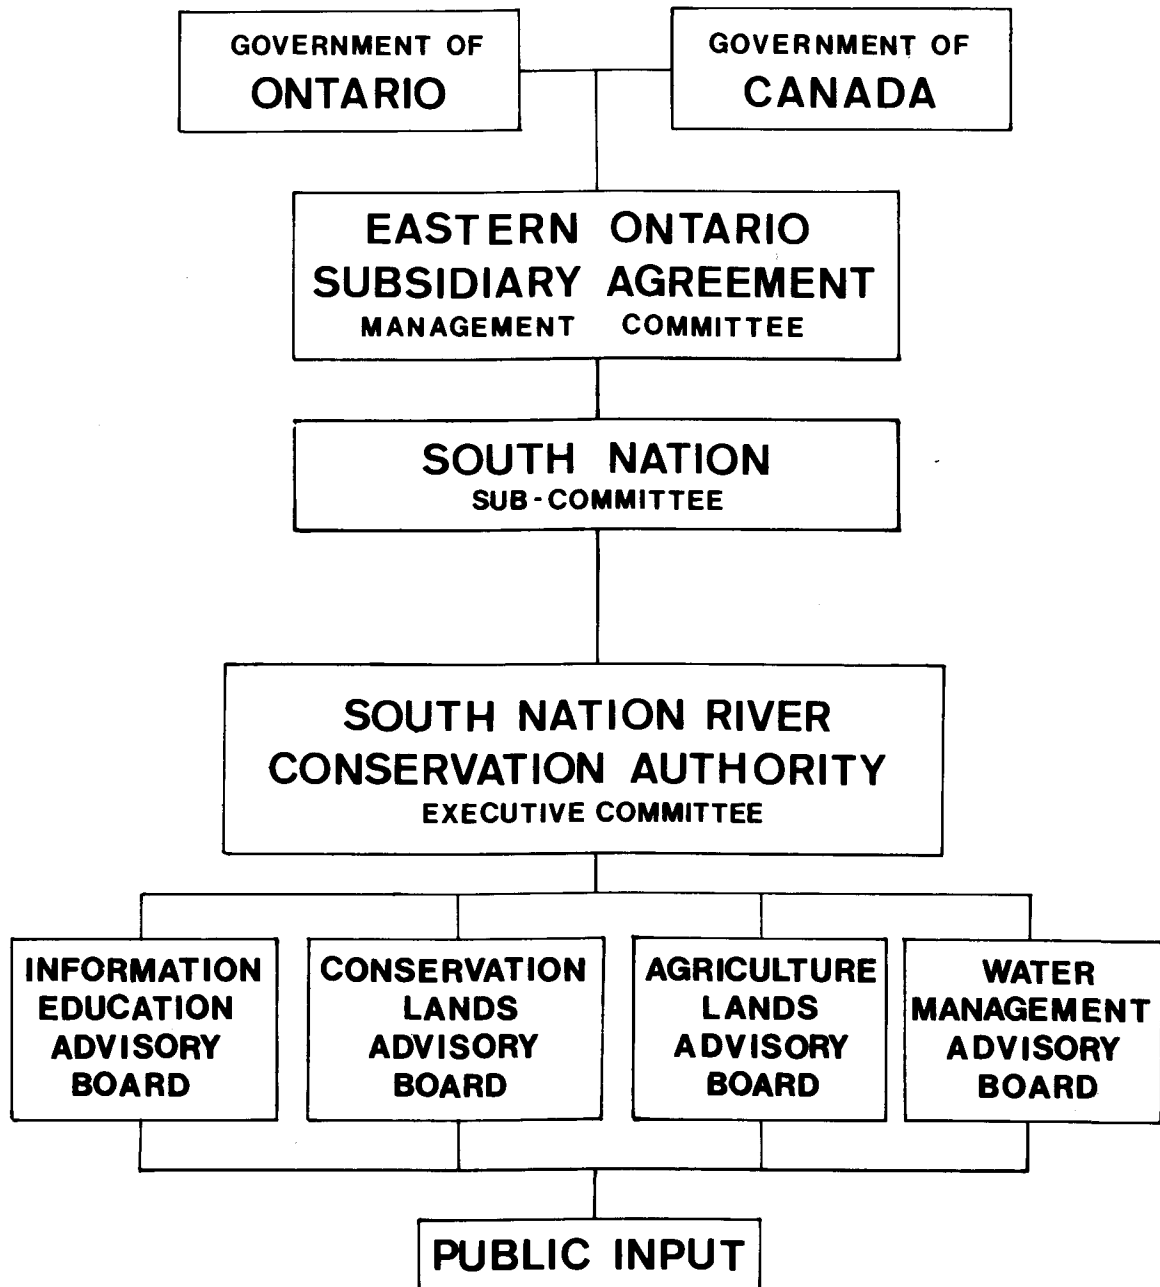 GOVERNMENT OF
ONTARIO
GOVERNMENT OF
CANADA
EASTERN ONTARIO
SUBSIDIARY AGREEMENT
MANAGEMENT COMMITTEE
SOUTH NATION
SUB-COMMITTEE
SOUTH NATION RIVER
CONSERVATION AUTHORITY
EXECUTIVE COMMITTEE
INFORMATION
EDUCATION
ADVISORY
BOARD
CONSERVATION
LANDS
ADVISORY
BOARD
AGRICULTURE
LANDS
ADVISORY
BOARD
WATER
MANAGEMENT
ADVISORY
BOARD
PUBLIC INPUT